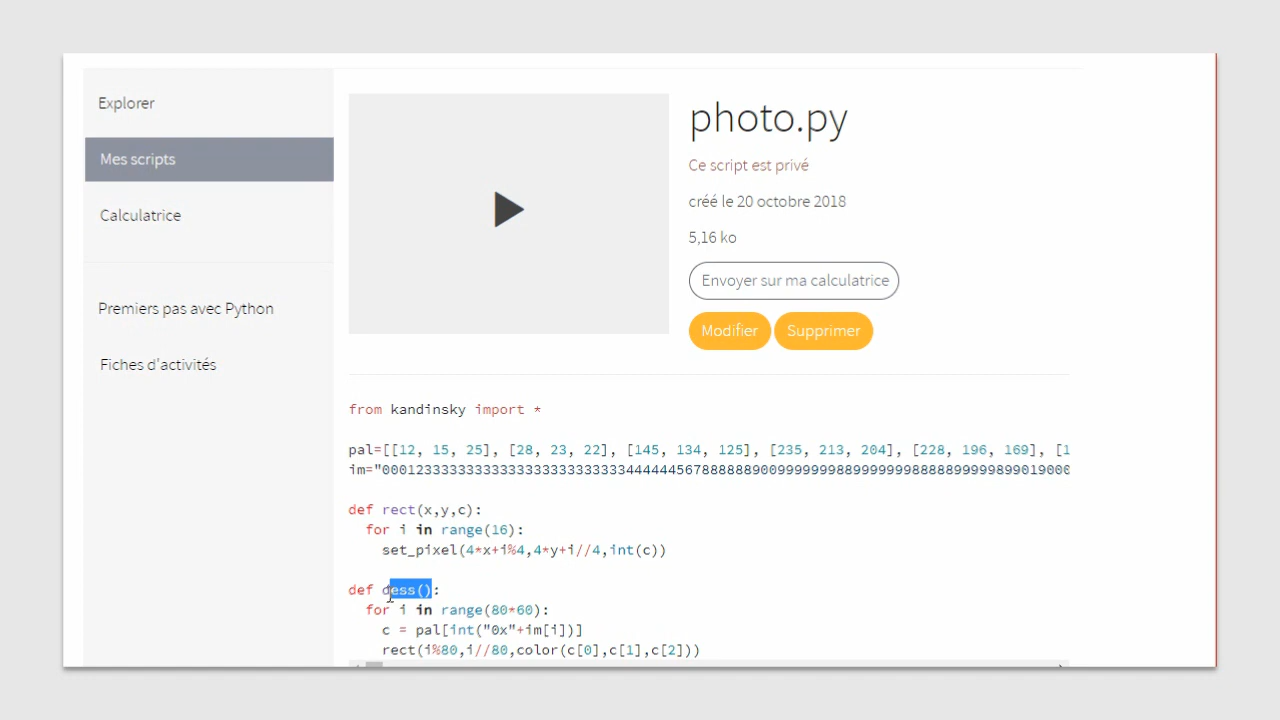 Explorer
Mes scripts
Calculatrice
Premiers pas avec Python
Fiches d'activités
photo.py
Ce script est privé
créé le 20 octobre 2018
5,16 ko
Envoyer sur ma calculatrice
Modifier Supprimer
from kandinsky import *
pal=[[12, 15, 25], [28, 23, 22], [145, 134, 125], [235, 213, 204], [228, 196, 169], [1
def rect(x,y,c):
for i in range(16):
set_pixel(4*x+i%4,4*y+i//4,int(c))
def dess():
for i in range(80*60):
c = pal[int("0x"+im[i])]
rect(i%80,i//80,color(c[0],c[1],c[2]))